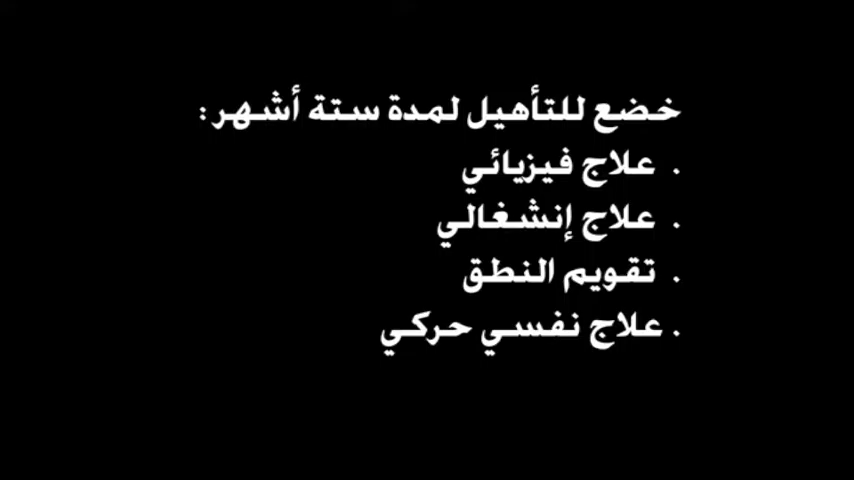 خضع للتأهيل لمدة ستة أشهر:
. علاج فيزيائي
. علاج إنشغالي
. تقويم النطق
. علاج نفسي حركي